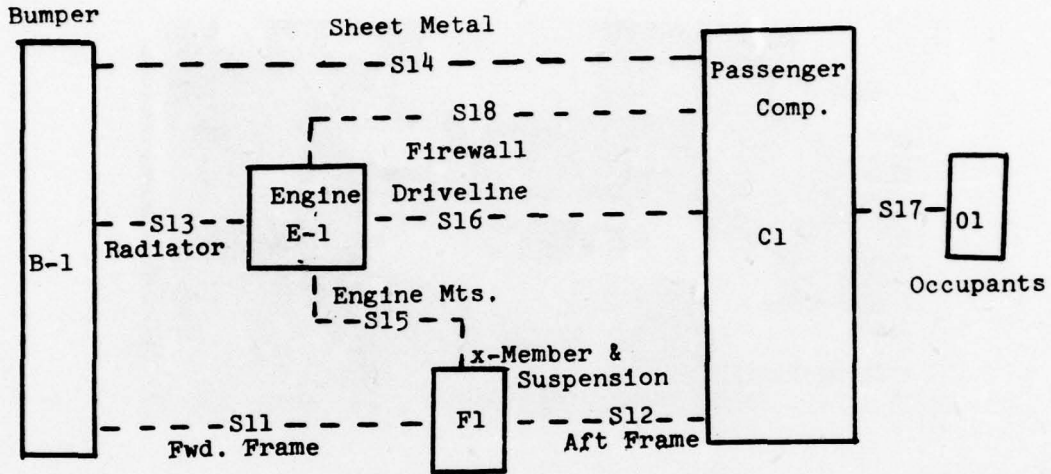 Bumper
Sheet Metal
S14
Passenger
Comp.
S18
Firewall
Engine
E-1
Driveline
S16
S13
Radiator
B-1
C1
S17
O1
Occupants
Engine Mts.
S15
x-Member &
Suspension
S11
Fwd. Frame
F1
S12
Aft Frame